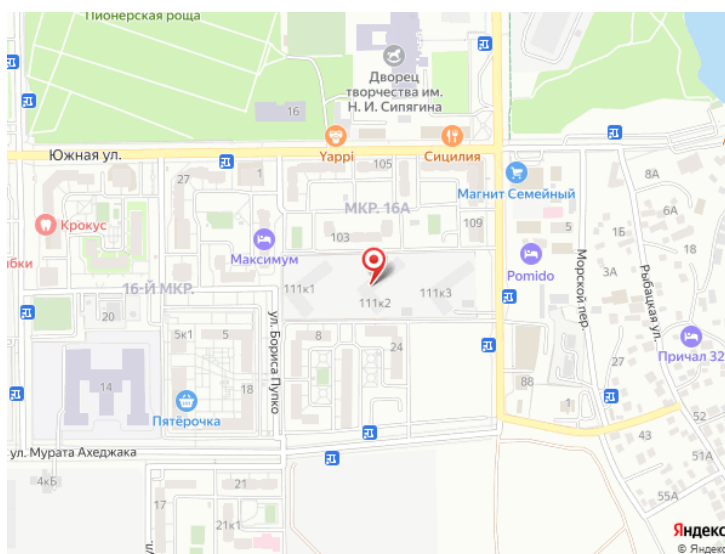 Пионерская роща
Дворец
творчества им.
Н. И. Сипягина
16
Южная ул.
Yappi
105
Сицилия
27
1
Магнит Семейный
8А
МКР. 16А
109
6А
Крокус
103
Максимум
Pomido
18
3А
16-Й МКР.
111к1
111к2
111к3
Морской пер.
Рыбацкая ул.
20
5к1
5
8
24
ул. Бориса Пупко
Причал 32
14
18
88
27
Пятёрочка
1
52
43
ул. Мурата Ахеджака
51А
4кБ
21
17
55А
21к1
Яндекс
© Яндекс